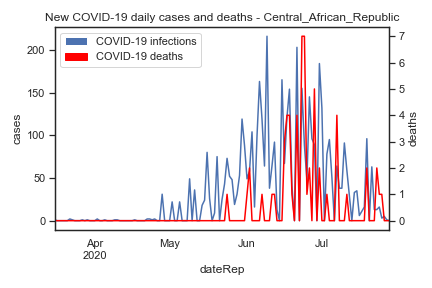 New COVID-19 daily cases and deaths - Central_African_Republic
COVID-19 infections
COVID-19 deaths
200
150
100
50
0
cases
7
6
5
4
3
2
1
0
deaths
Apr
2020
May
Jun
Jul
dateRep